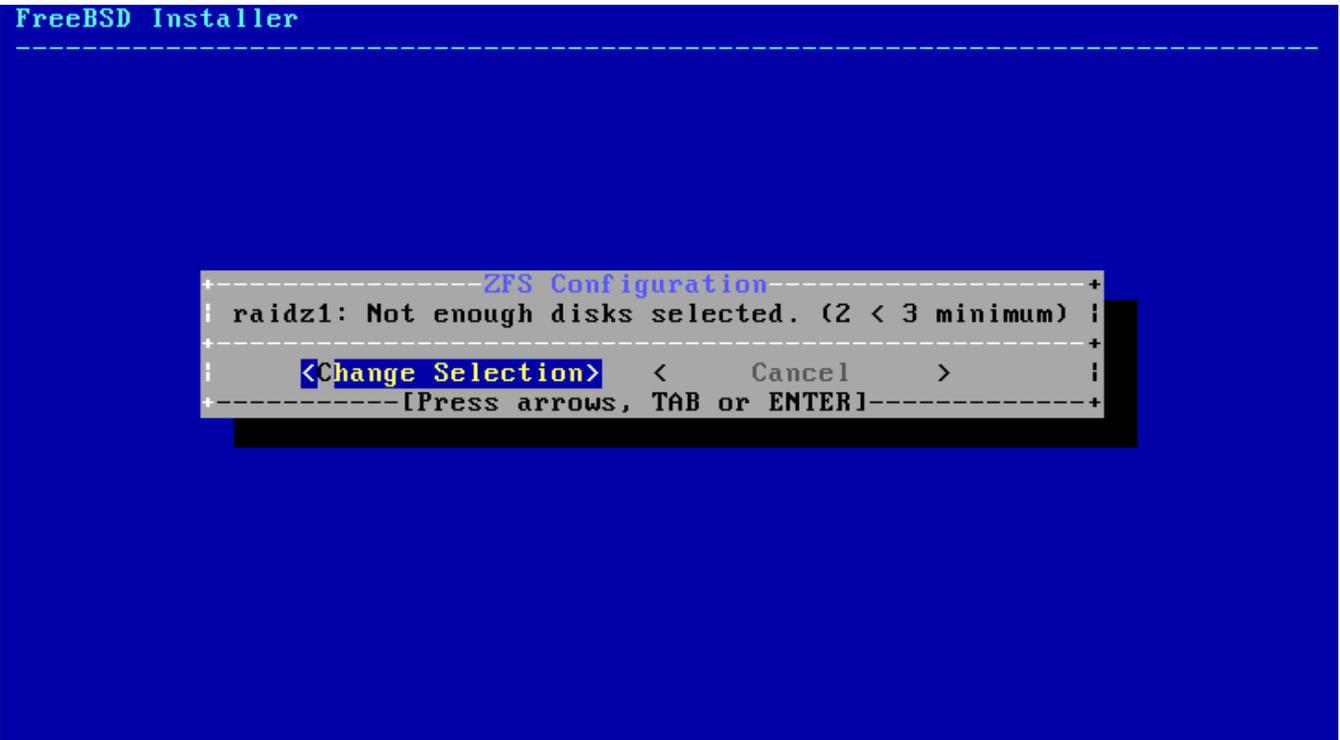 FreeBSD Installer
ZFS Configuration
raidz1: Not enough disks selected. (2 < 3 minimum)
<Change Selection> < Cancel >
[Press arrows, TAB or ENTER]